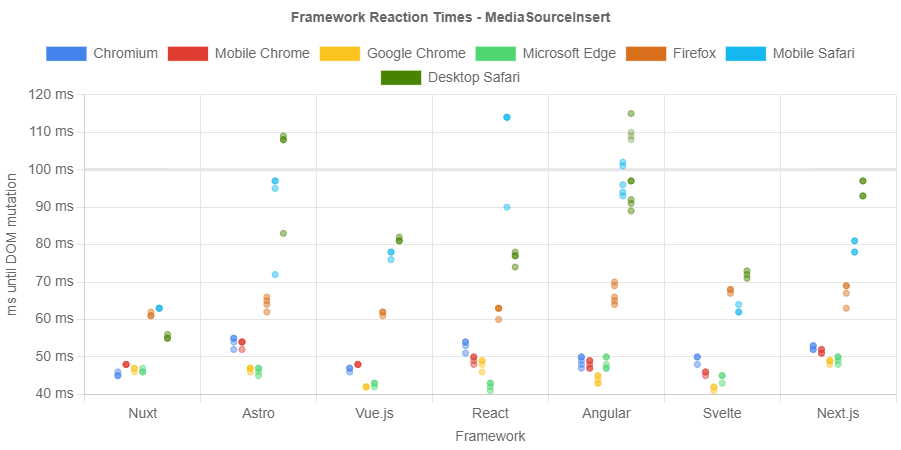 Framework Reaction Times - MediaSourceInsert
Chromium Mobile Chrome Google Chrome Microsoft Edge Firefox Mobile Safari
Desktop Safari
ms until DOM mutation
120 ms
110 ms
100 ms
90 ms
80 ms
70 ms
60 ms
50 ms
40 ms
Nuxt Astro Vue.js React Angular Svelte Next.js
Framework